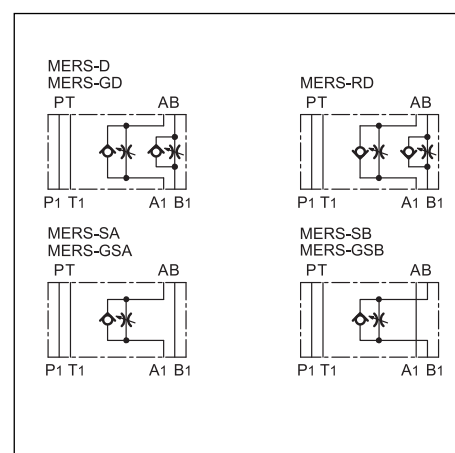 MERS-D
MERS-GD
PT AB
P1 T1 A1 B1
MERS-RD
PT AB
P1 T1 A1 B1
MERS-SA
MERS-GSA
PT AB
P1 T1 A1 B1
MERS-SB
MERS-GSB
PT AB
P1 T1 A1 B1